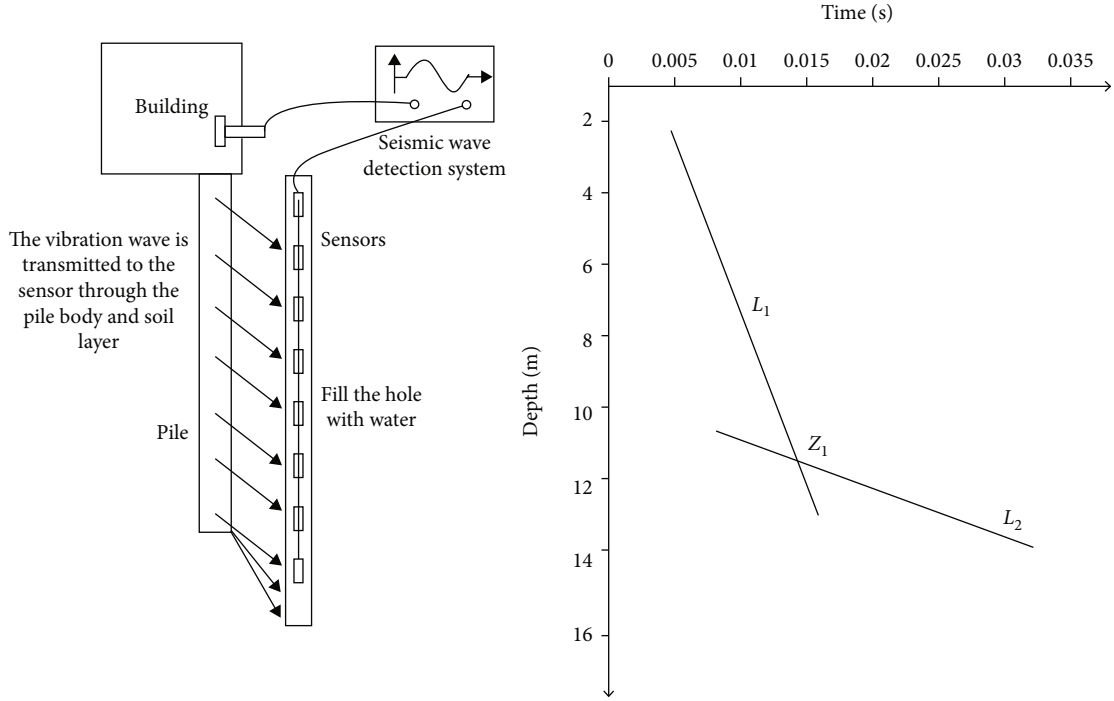 Building
Seismic wave
detection system
The vibration wave is
transmitted to the
sensor through the
pile body and soil
layer
Sensors
Fill the hole
with water
Pile
Time (s)
0 0.005 0.01 0.015 0.02 0.025 0.03 0.035
Depth (m)
2
4
6
8
10
12
14
16
L1
Z1
L2